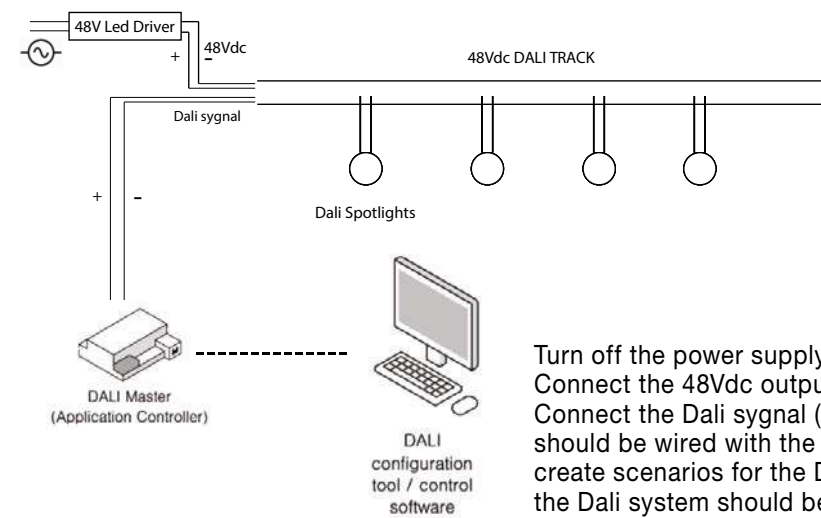 48V Led Driver
+
-
48Vdc
48Vdc DALI TRACK
Dali sygnal
+
-
Dali Spotlights
DALI Master
(Application Controller)
DALI
configuration
tool / control
software
Turn off the power supply
Connect the 48Vdc outpu
Connect the Dali sygnal (
should be wired with the
create scenarios for the D
the Dali system should be